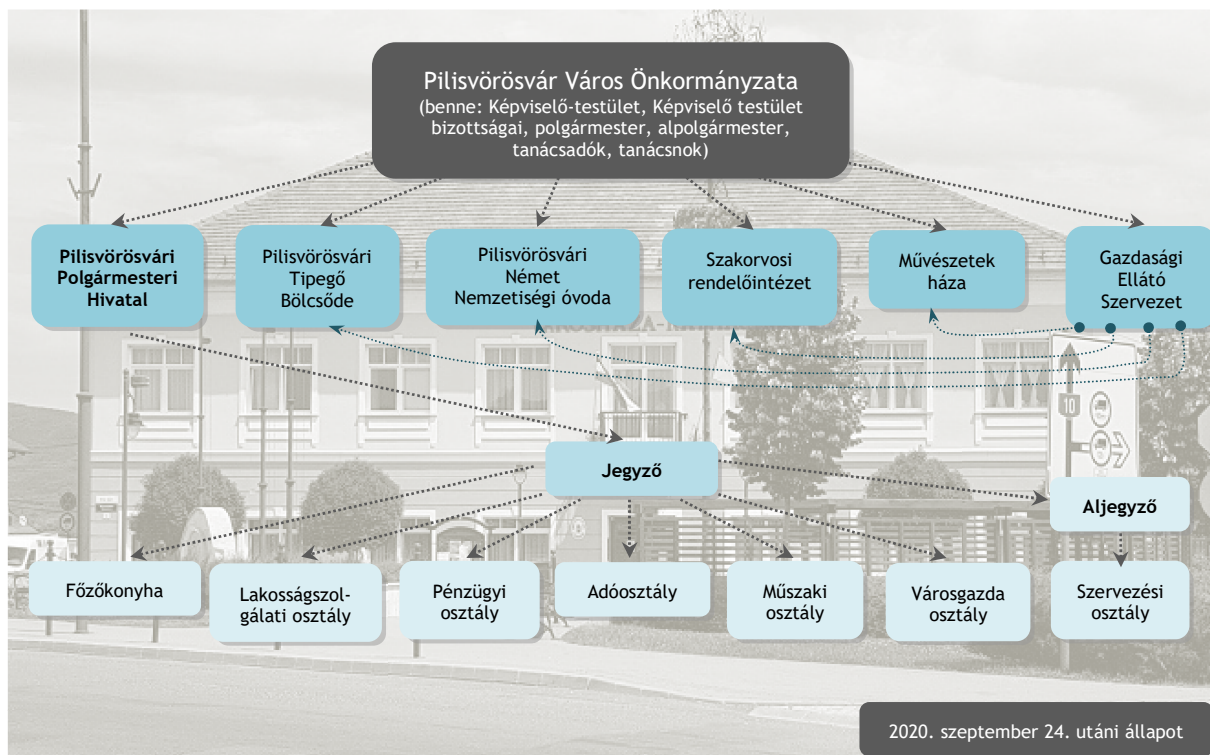 Pilisvörösvár Város Önkormányzata
(benne: Képviselő-testület, Képviselő testület
bizottságai, polgármester, alpolgármester,
tanácsadók, tanácsnok)
Pilisvörösvári
Polgármesteri
Hivatal
Pilisvörösvári
Tipegő
Bölcsőde
Pilisvörösvári
Német
Nemzetiségi óvoda
Szakorvosi
rendelőintézet
Művészetek
háza
Gazdasági
Ellátó
Szervezet
10
Jegyző
Aljegyző
Főzőkonyha
Lakosságszol-
gálati osztály
Pénzügyi
osztály
Adóosztály
Műszaki
osztály
Városgazda
osztály
Szervezési
osztály
2020. szeptember 24. utáni állapot